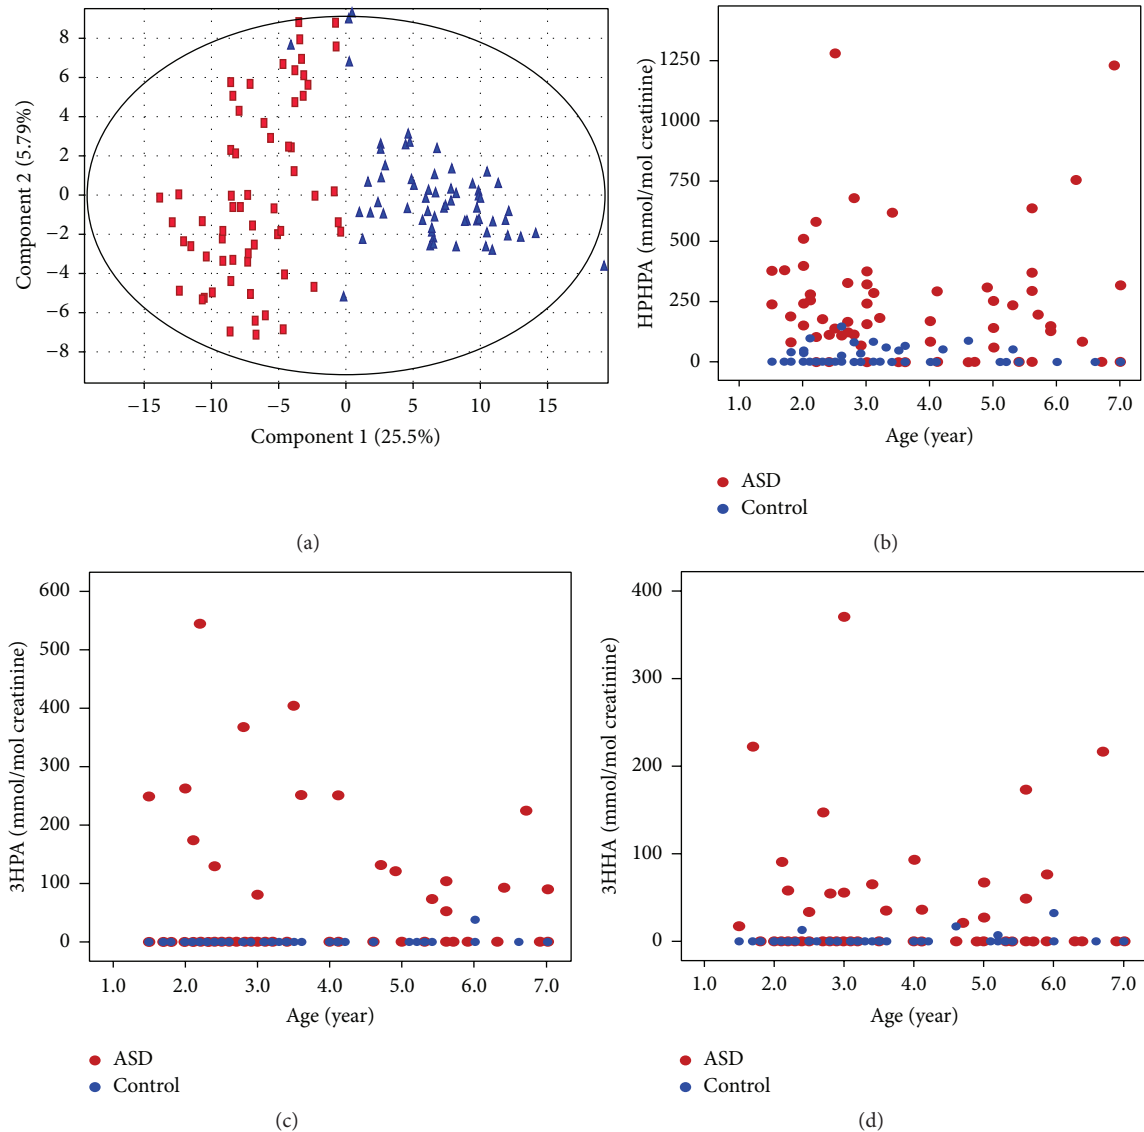 8
6
4
2
0
−2
−4
−6
−8
Component 2 (5.79%)
−15 −10 −5 0 5 10 15
Component 1 (25.5%)
(a)
1250
1000
750
500
250
0
HPHPA (mmol/mol creatinine)
1.0 2.0 3.0 4.0 5.0 6.0 7.0
Age (year)
ASD
Control
(b)
600
500
400
300
200
100
0
3HPA (mmol/mol creatinine)
1.0 2.0 3.0 4.0 5.0 6.0 7.0
Age (year)
ASD
Control
(c)
400
300
200
100
0
3HHA (mmol/mol creatinine)
1.0 2.0 3.0 4.0 5.0 6.0 7.0
Age (year)
ASD
Control
(d)